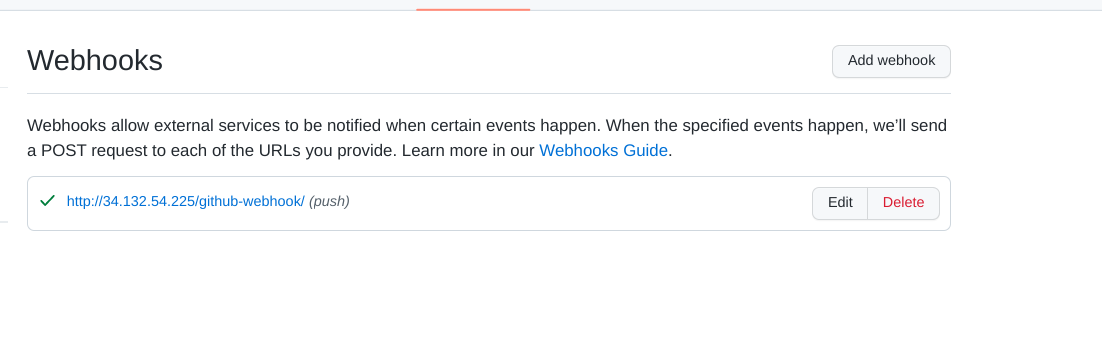 Webhooks
Add webhook
Webhooks allow external services to be notified when certain events happen. When the specified events happen, we’ll send
a POST request to each of the URLs you provide. Learn more in our Webhooks Guide.
http://34.132.54.225/github-webhook/ (push)
Edit
Delete